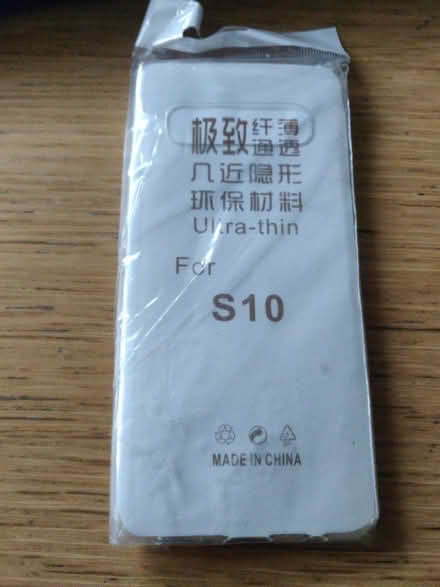 极致纤薄
通透
几近隐形
环保材料
Ultra-thin
For
S10
MADE IN CHINA